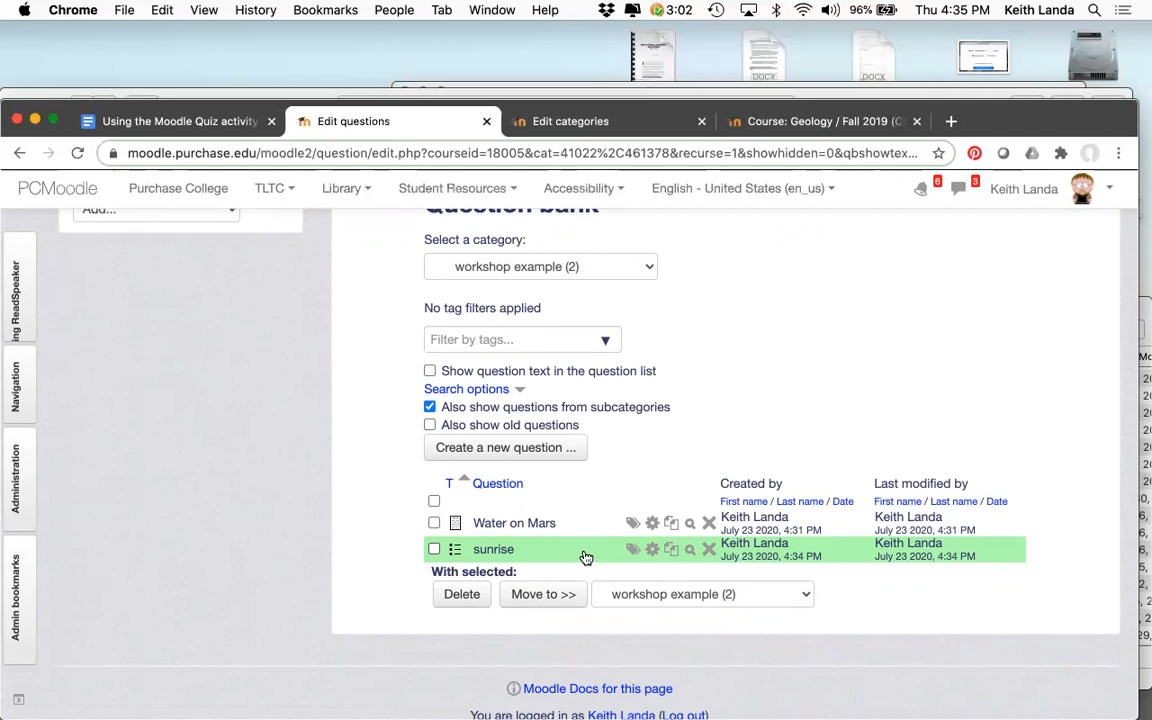 Chrome File Edit View History Bookmarks People Tab Window Help 3:02 96% Thu 4:35 PM Keith Landa
DOCX .DOCX
Using the Moodle Quiz activity Edit questions Edit categories Course: Geology / Fall 2019 (C
moodle.purchase.edu/moodle2/question/edit.php?courseid=18005&cat=41022%2C461378&recurse=1&showhidden=0&qbshowtex...
PCMoodle Purchase College TLTC Library Student Resources Accessibility English - United States (en_us) 6 3 Keith Landa
Add...
Question bank
Select a category:
workshop example (2)
No tag filters applied
Filter by tags...
Show question text in the question list
Search options
Also show questions from subcategories
Also show old questions
Create a new question ...
T Question Created by Last modified by
First name / Last name / Date First name / Last name / Date
Water on Mars Keith Landa Keith Landa
July 23 2020, 4:31 PM July 23 2020, 4:31 PM
sunrise Keith Landa Keith Landa
July 23 2020, 4:34 PM July 23 2020, 4:34 PM
With selected:
Delete Move to >> workshop example (2)
Moodle Docs for this page
You are logged in as Keith Landa (Log out)
ng ReadSpeaker
Navigation
Administration
Admin bookmarks